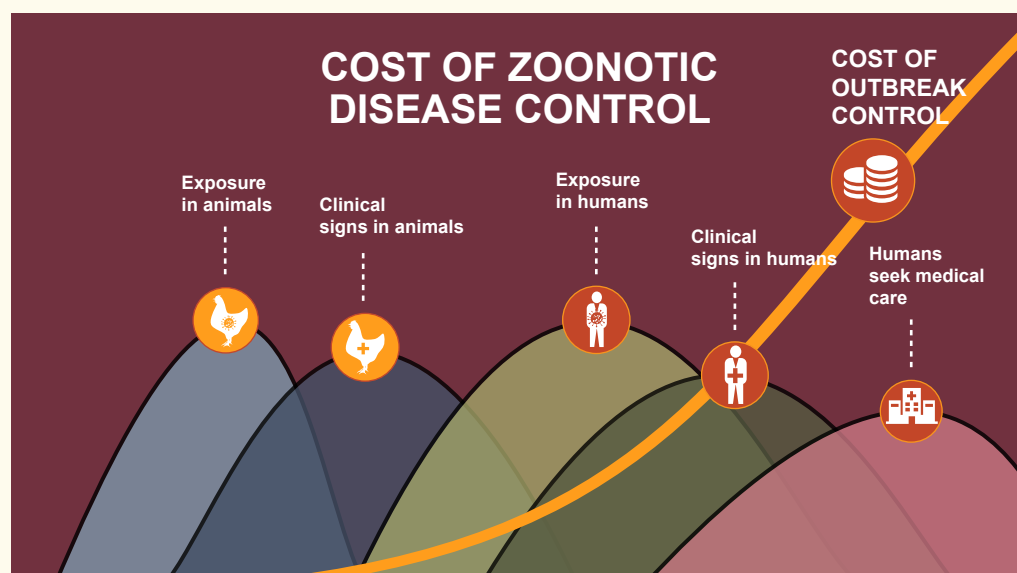 COST OF ZOONOTIC
DISEASE CONTROL
COST OF
OUTBREAK
CONTROL
Exposure
in animals
Clinical
signs in animals
Exposure
in humans
Clinical
signs in humans
Humans
seek medical
care